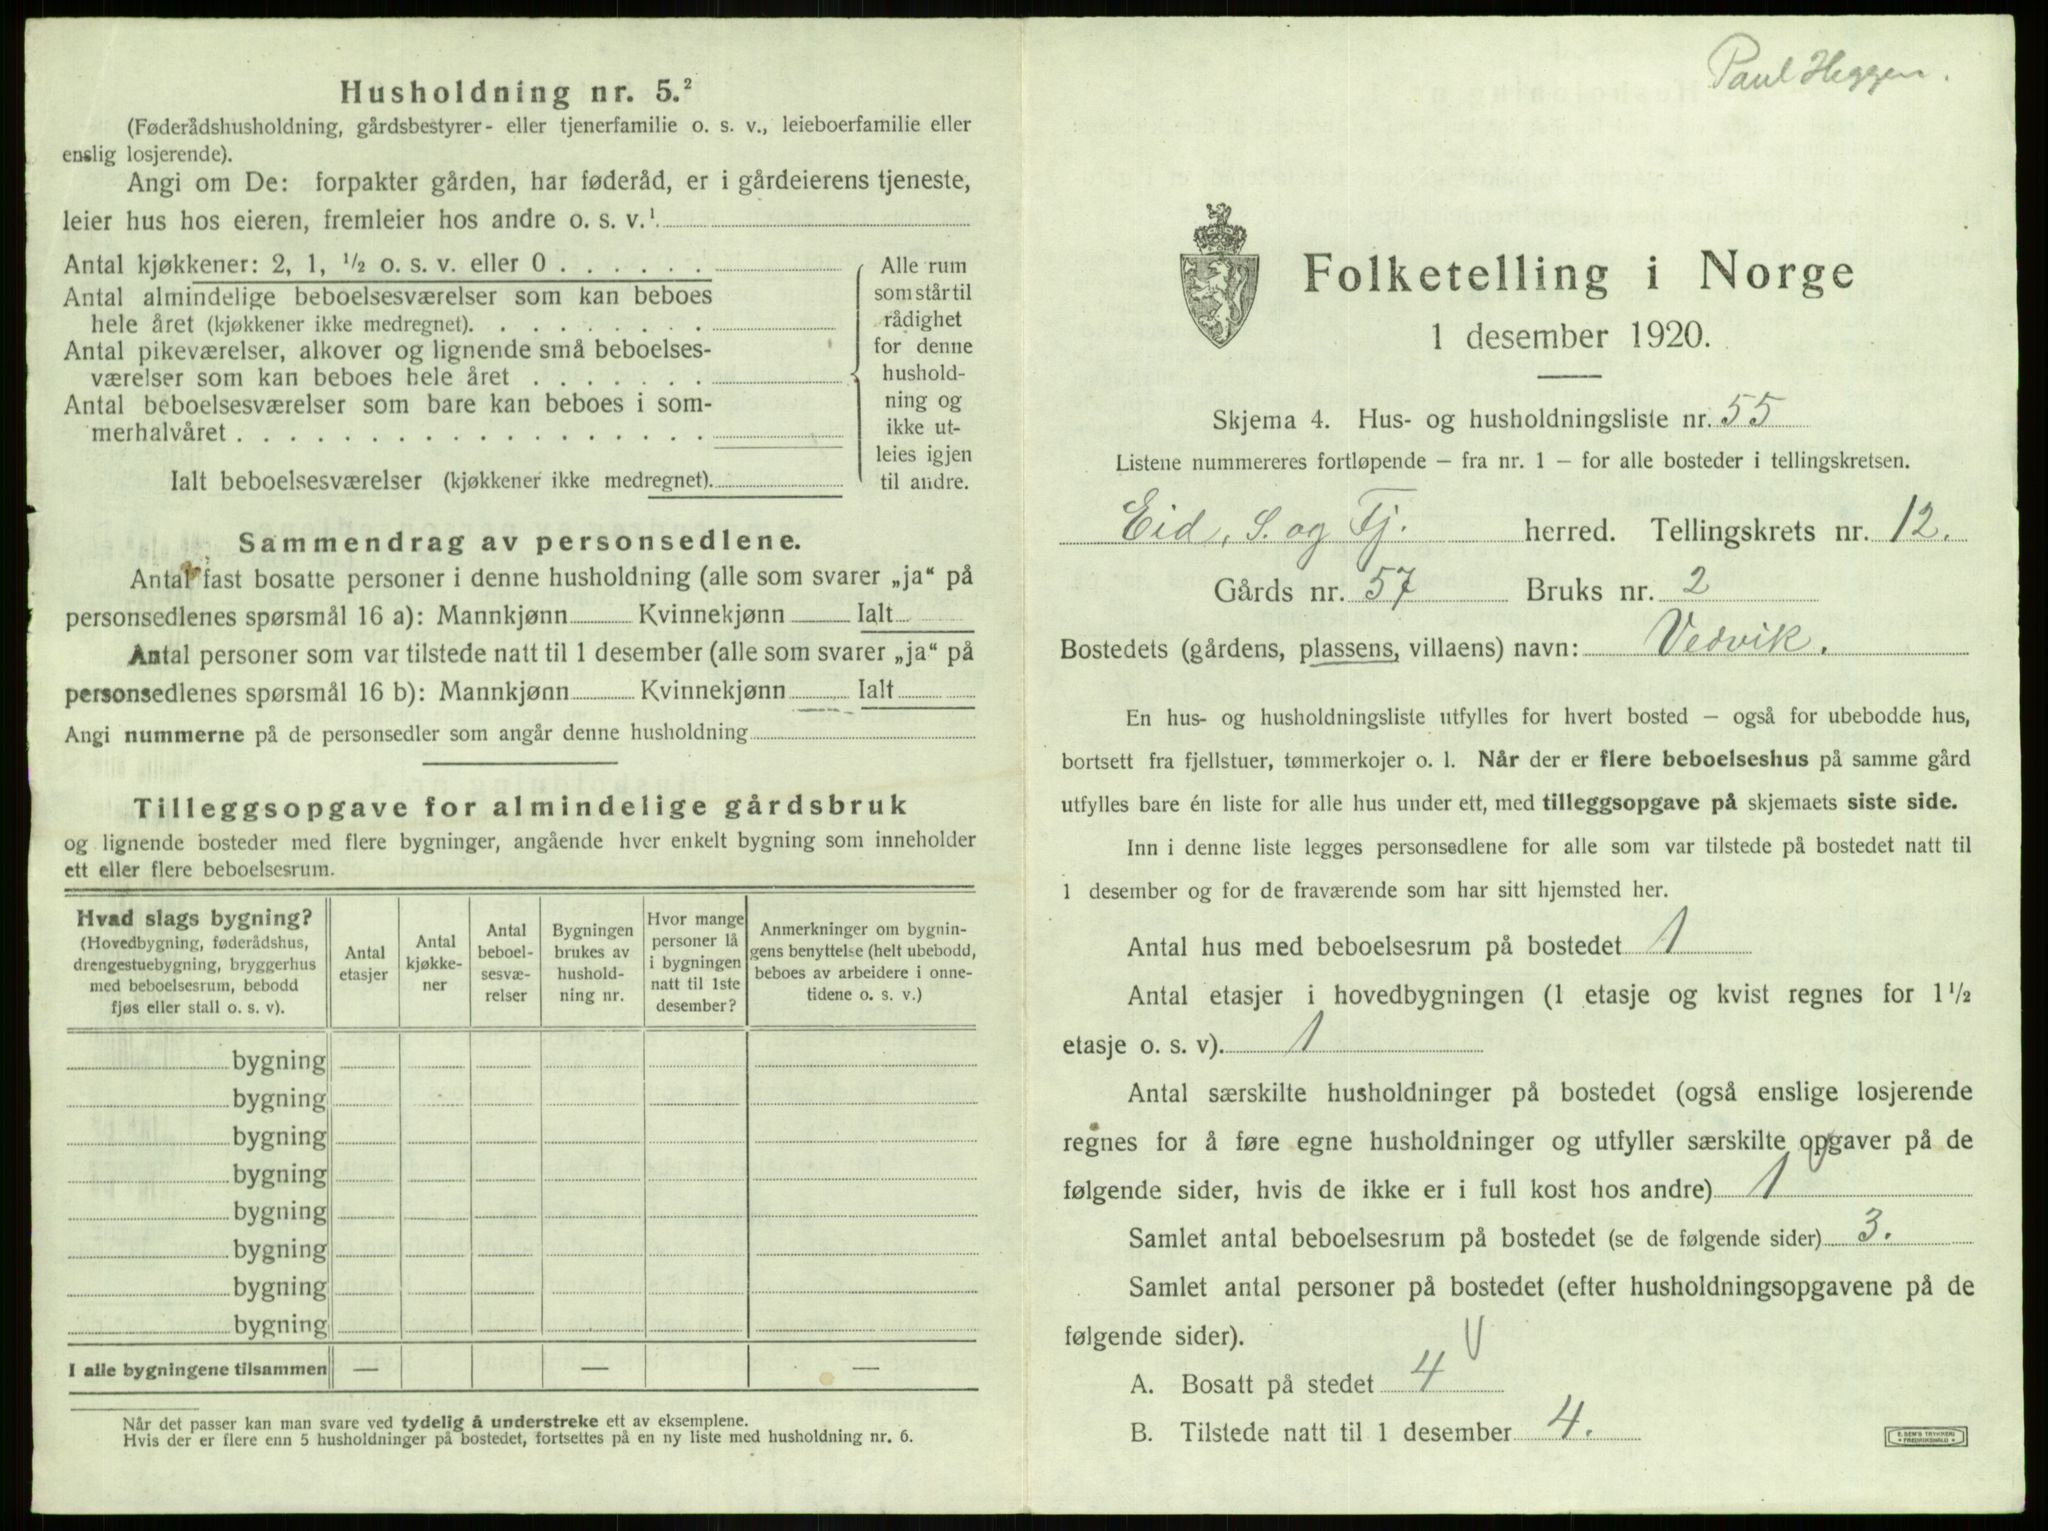 Husholdning nr. 5.²
(Føderådshusholdning, gårdsbestyrer- eller tjenerfamilie o. s. v., leieboerfamilie eller
enslig losjerende).
Angi om De: forpakter gården, har føderåd, er i gårdeierens tjeneste,
leier hus hos eieren, fremleier hos andre o. s. v.¹
Antal kjøkkener: 2, 1, ½ o. s. v. eller 0 . . . . . .
Antal almindelige beboelsesværelser som kan beboes
hele året (kjøkkener ikke medregnet). . . . . . . . .
Antal pikeværelser, alkover og lignende små beboelses-
værelser som kan beboes hele året . . . . . . .
Antal beboelsesværelser som bare kan beboes i som-
merhalvåret . . . . . . . . . . . . . . . . . .
Ialt beboelsesværelser (kjøkkener ikke medregnet).
Alle rum
som står til
rådighet
for denne
hushold-
ning og
ikke ut-
leies igjen
til andre.
Sammendrag av personsedlene.
Antal fast bosatte personer i denne husholdning (alle som svarer „ja“ på
personsedlenes spørsmål 16 a): Mannkjønn Kvinnekjønn Ialt
Antal personer som var tilstede natt til 1 desember (alle som svarer „ja“ på
personsedlenes spørsmål 16 b): Mannkjønn Kvinnekjønn Ialt
Angi nummerne på de personsedler som angår denne husholdning
Tilleggsopgave for almindelige gårdsbruk
og lignende bosteder med flere bygninger, angående hver enkelt bygning som inneholder
ett eller flere beboelsesrum.
Hvad slags bygning?
(Hovedbygning, føderådshus,
drengestuebygning, bryggerhus
med beboelsesrum, bebodd
fjøs eller stall o. s. v).
Antal
etasjer
Antal
kjøkke-
ner
Antal
beboel-
sesvæ-
relser
Bygningen
brukes av
hushold-
ning nr.
Hvor mange
personer lå
i bygningen
natt til 1ste
desember?
Anmerkninger om bygnin-
gens benyttelse (helt ubebodd,
beboes av arbeidere i onne-
tidene o. s. v.)
bygning
bygning
bygning
bygning
bygning
bygning
bygning
bygning
I alle bygningene tilsammen — — —
Når det passer kan man svare ved tydelig å understreke ett av eksemplene.
Hvis der er flere enn 5 husholdninger på bostedet, fortsettes på en ny liste med husholdning nr. 6.
Paul Heggen.
Folketelling i Norge
1 desember 1920.
Skjema 4. Hus- og husholdningsliste nr. 55
Listene nummereres fortløpende – fra nr. 1 – for alle bosteder i tellingskretsen.
Eid, S. og Fj. herred. Tellingskrets nr. 12.
Gårds nr. 57 Bruks nr. 2
Bostedets (gårdens, plassens, villaens) navn: Vedvik.
En hus- og husholdningsliste utfylles for hvert bosted – også for ubebodde hus,
bortsett fra fjellstuer, tømmerkojer o. l. Når der er flere beboelseshus på samme gård
utfylles bare én liste for alle hus under ett, med tilleggsopgave på skjemaets siste side.
Inn i denne liste legges personsedlene for alle som var tilstede på bostedet natt til
1 desember og for de fraværende som har sitt hjemsted her.
Antal hus med beboelsesrum på bostedet 1
Antal etasjer i hovedbygningen (1 etasje og kvist regnes for 1½
etasje o. s. v). 1
Antal særskilte husholdninger på bostedet (også enslige losjerende
regnes for å føre egne husholdninger og utfyller særskilte opgaver på de
følgende sider, hvis de ikke er i full kost hos andre) 1
Samlet antal beboelsesrum på bostedet (se de følgende sider) 3.
Samlet antal personer på bostedet (efter husholdningsopgavene på de
følgende sider).
A. Bosatt på stedet 4
B. Tilstede natt til 1 desember 4.
E. SEM'S TRYKKERI
• FREDRIKSHALD •